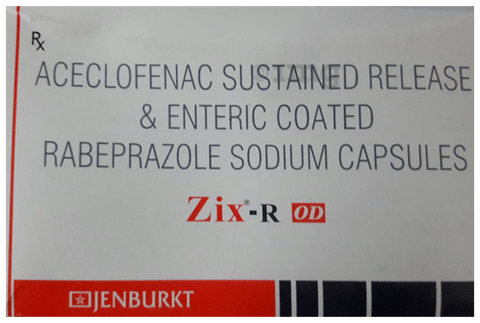 Rx
ACECLOFENAC SUSTAINED RELEASE
& ENTERIC COATED
RABEPRAZOLE SODIUM CAPSULES
Zix®-R OD
JENBURKT